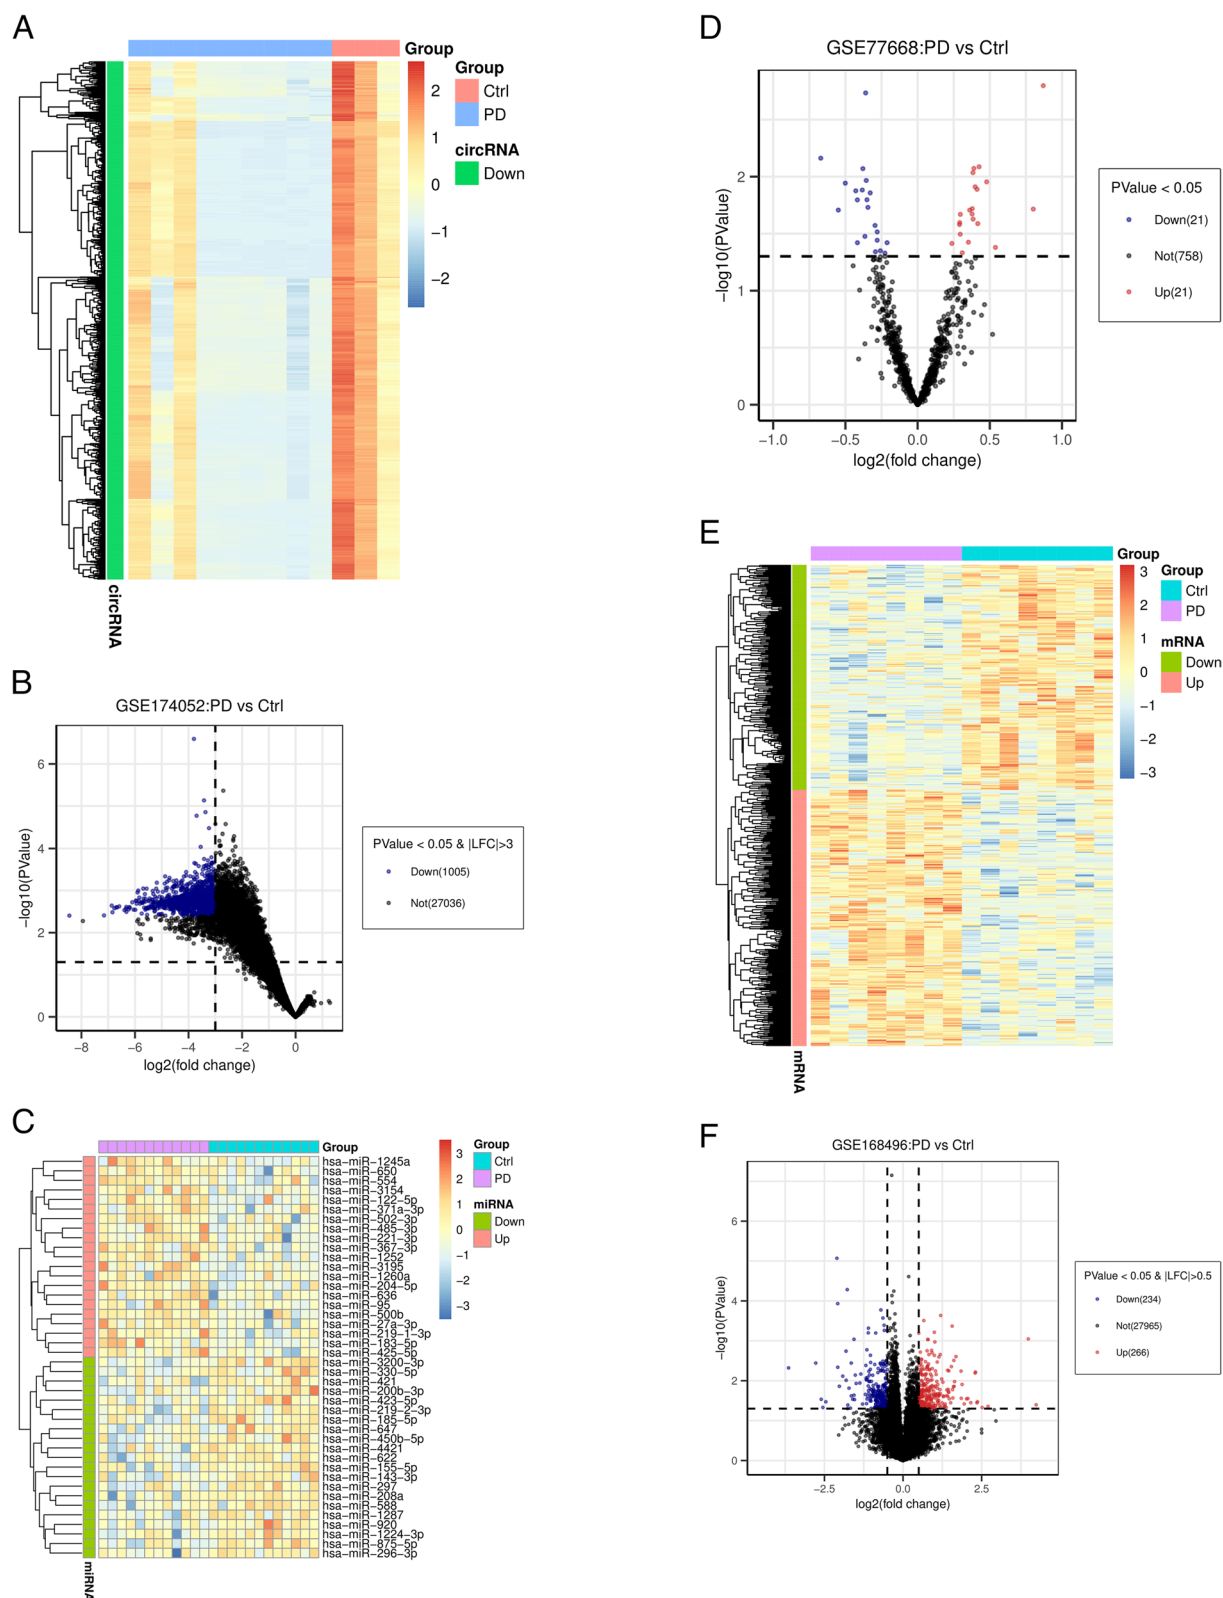 A
Group
Group
Ctrl
PD
circRNA
Down
2
1
0
−1
−2
circRNA
B
GSE174052:PD vs Ctrl
−log10(PValue)
6
4
2
0
−8
−6
−4
−2
0
log2(fold change)
PValue < 0.05 & |LFC|>3
Down(1005)
Not(27036)
C
Group
hsa−miR−1245a
hsa−miR−650
hsa−miR−554
hsa−miR−3154
hsa−miR−122−5p
hsa−miR−371a−3p
hsa−miR−502−3p
hsa−miR−485−3p
hsa−miR−221−3p
hsa−miR−367−3p
hsa−miR−1252
hsa−miR−3195
hsa−miR−1260a
hsa−miR−204−5p
hsa−miR−636
hsa−miR−95
hsa−miR−500b
hsa−miR−27a−3p
hsa−miR−219−1−3p
hsa−miR−183−5p
hsa−miR−425−5p
hsa−miR−3200−3p
hsa−miR−330−5p
hsa−miR−421
hsa−miR−200b−3p
hsa−miR−423−5p
hsa−miR−219−2−3p
hsa−miR−185−5p
hsa−miR−647
hsa−miR−450b−5p
hsa−miR−4421
hsa−miR−622
hsa−miR−155−5p
hsa−miR−143−3p
hsa−miR−297
hsa−miR−208a
hsa−miR−588
hsa−miR−1287
hsa−miR−920
hsa−miR−1224−3p
hsa−miR−875−5p
hsa−miR−296−3p
miRNA
3
2
1
0
−1
−2
−3
Group
Ctrl
PD
miRNA
Down
Up
D
GSE77668:PD vs Ctrl
−log10(PValue)
2
1
0
−1.0
−0.5
0.0
0.5
1.0
log2(fold change)
PValue < 0.05
Down(21)
Not(758)
Up(21)
E
Group
3
2
1
0
−1
−2
−3
Group
Ctrl
PD
mRNA
Down
Up
mRNA
F
GSE168496:PD vs Ctrl
−log10(PValue)
6
4
2
0
−2.5
0.0
2.5
log2(fold change)
PValue < 0.05 & |LFC|>0.5
Down(234)
Not(27965)
Up(266)